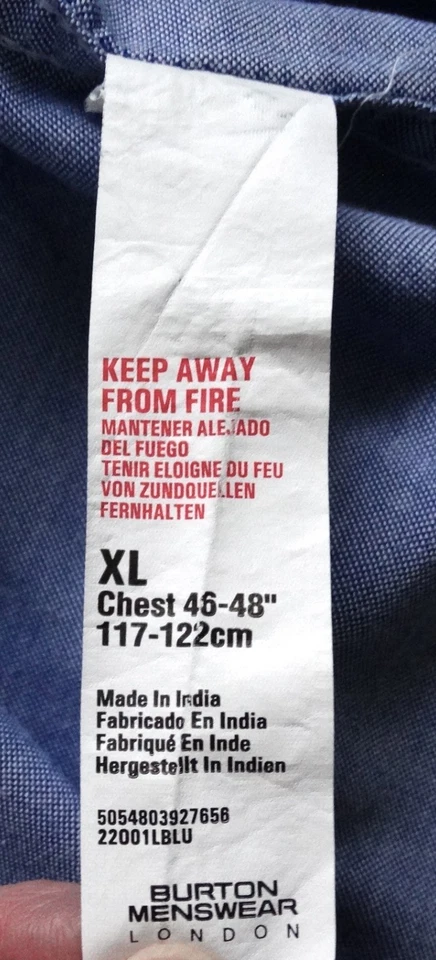 KEEP AWAY
FROM FIRE
MANTENER ALEJADO
DEL FUEGO
TENIR ELOIGNE DU FEU
VON ZUNDQUELLEN
FERNHALTEN
XL
Chest 46-48"
117-122cm
Made In India
Fabricado En India
Fabriqué En Inde
Hergestellt In Indien
5054803927656
22001LBLU
BURTON
MENSWEAR
LONDON